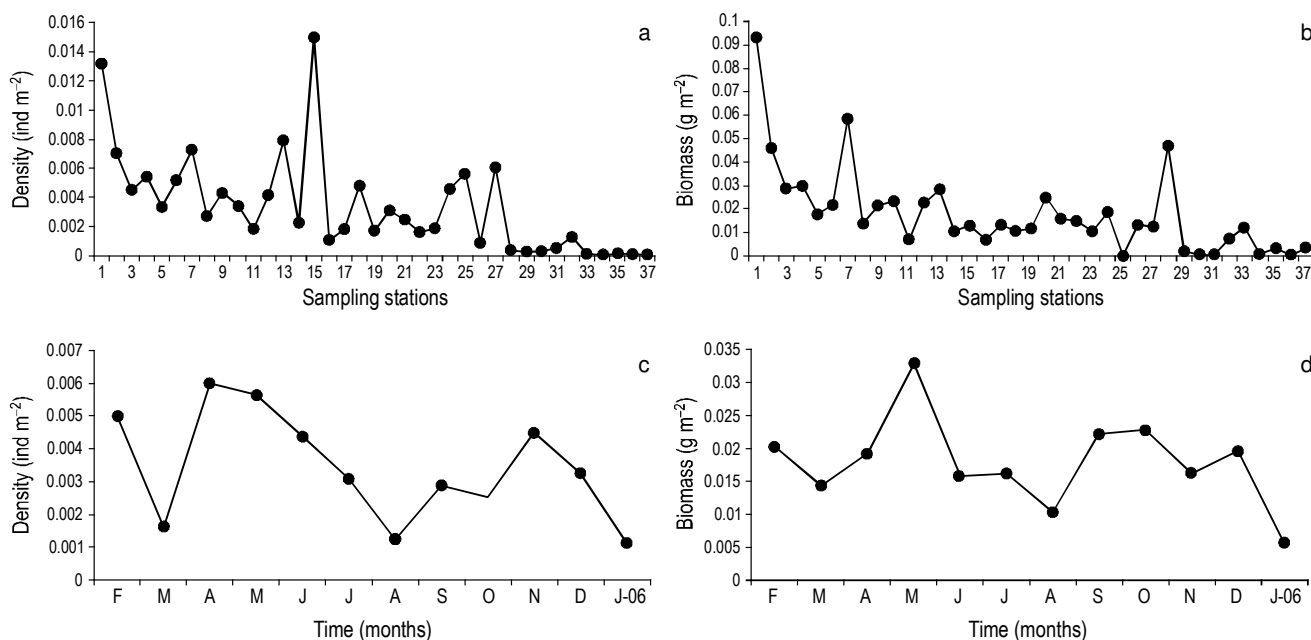 a
0.016
0.014
0.012
0.010
0.008
0.006
0.004
0.002
0
Density (ind m−2)
1 3 5 7 9 11 13 15 17 19 21 23 25 27 29 31 33 35 37
Sampling stations
b
0.1
0.09
0.08
0.07
0.06
0.05
0.04
0.03
0.02
0.01
0
Biomass (g m−2)
1 3 5 7 9 11 13 15 17 19 21 23 25 27 29 31 33 35 37
Sampling stations
c
0.007
0.006
0.005
0.004
0.003
0.002
0.001
0
Density (ind m−2)
F M A M J J A S O N D J-06
Time (months)
d
0.035
0.03
0.025
0.02
0.015
0.01
0.005
0
Biomass (g m−2)
F M A M J J A S O N D J-06
Time (months)